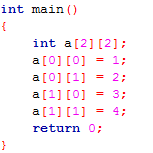 int main()
{
    int a[2][2];
    a[0][0] = 1;
    a[0][1] = 2;
    a[1][0] = 3;
    a[1][1] = 4;
    return 0;
}